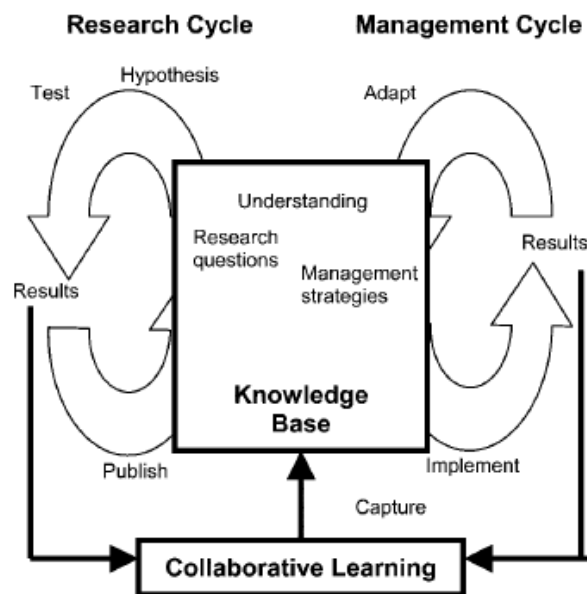 Research Cycle
Management Cycle
Hypothesis
Test
Adapt
Understanding
Research
questions
Management
strategies
Results
Results
Knowledge
Base
Publish
Implement
Capture
Collaborative Learning